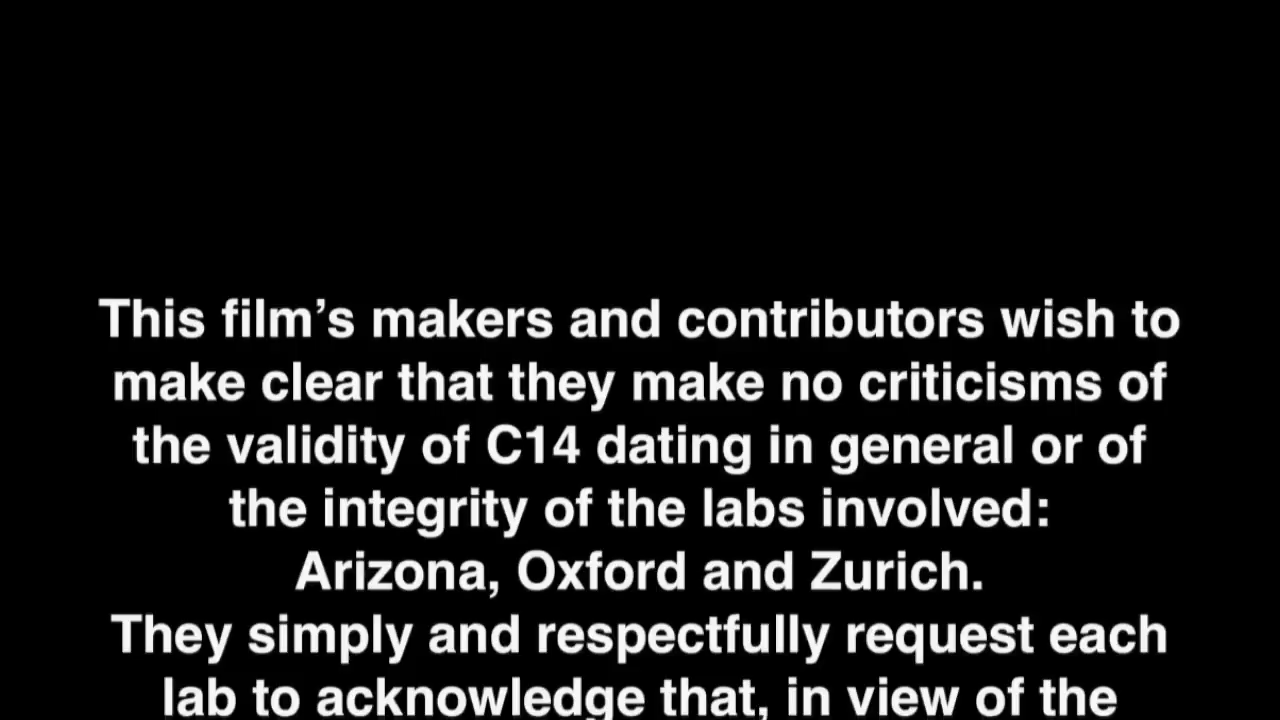 This film’s makers and contributors wish to
make clear that they make no criticisms of
the validity of C14 dating in general or of
the integrity of the labs involved:
Arizona, Oxford and Zurich.
They simply and respectfully request each
lab to acknowledge that, in view of the